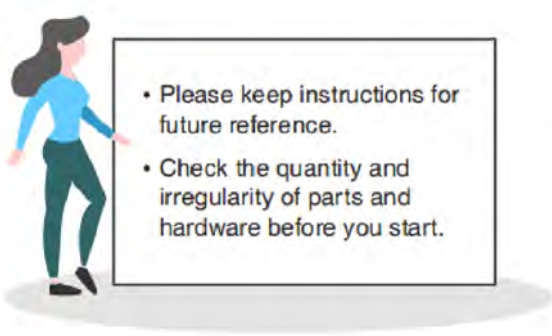 • Please keep instructions for
future reference.
• Check the quantity and
irregularity of parts and
hardware before you start.